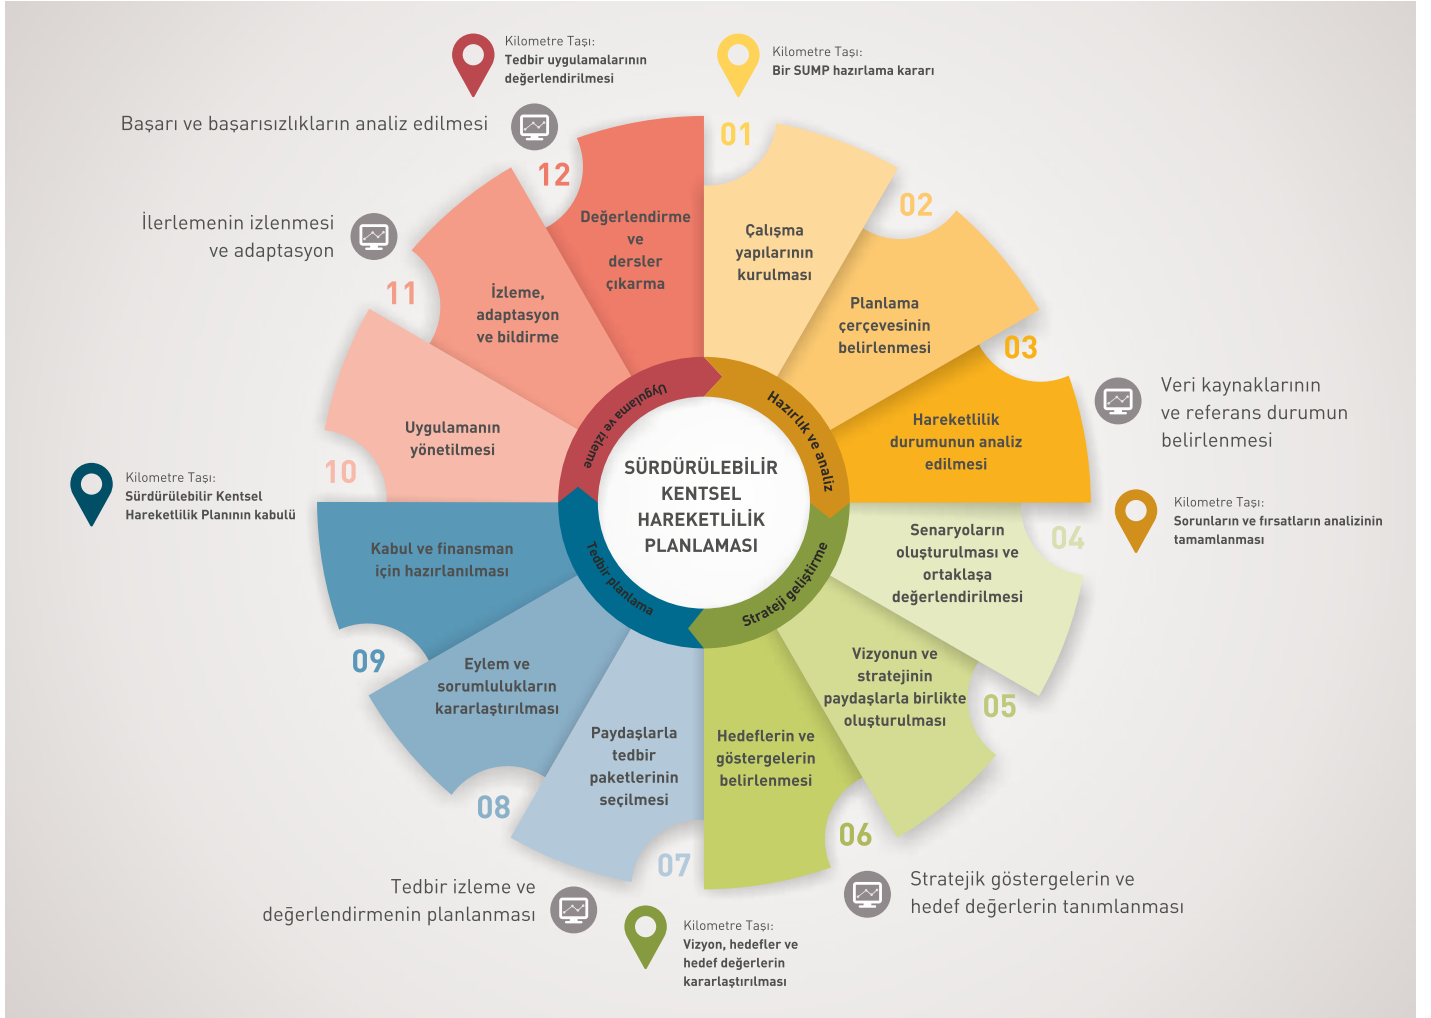 Kilometre Taşı:
Tedbir uygulamalarının
değerlendirilmesi
Kilometre Taşı:
Bir SUMP hazırlama kararı
Başarı ve başarısızlıkların analiz edilmesi
İlerlemenin izlenmesi
ve adaptasyon
01
Çalışma
yapılarının
kurulması
02
Planlama
çerçevesinin
belirlenmesi
03
Hareketlilik
durumunun analiz
edilmesi
Veri kaynaklarının
ve referans durumun
belirlenmesi
Kilometre Taşı:
Sorunların ve fırsatların analizinin
tamamlanması
04
Senaryoların
oluşturulması ve
ortaklaşa
değerlendirilmesi
05
Vizyonun ve
stratejinin
paydaşlarla birlikte
oluşturulması
06
Hedeflerin ve
göstergelerin
belirlenmesi
Stratejik göstergelerin ve
hedef değerlerin tanımlanması
Kilometre Taşı:
Vizyon, hedefler ve
hedef değerlerin
kararlaştırılması
07
Paydaşlarla
tedbir
paketlerinin
seçilmesi
Tedbir izleme ve
değerlendirmenin planlanması
08
Eylem ve
sorumlulukların
kararlaştırılması
09
Kabul ve finansman
için hazırlanılması
Kilometre Taşı:
Sürdürülebilir Kentsel
Hareketlilik Planının kabulü
10
Uygulamanın
yönetilmesi
11
İzleme,
adaptasyon
ve bildirme
12
Değerlendirme
ve
dersler
çıkarma
Hazırlık ve analiz
Strateji geliştirme
Tedbir planlama
Uygulama ve izleme
SÜRDÜRÜLEBİLİR
KENTSEL
HAREKETLİLİK
PLANLAMASI